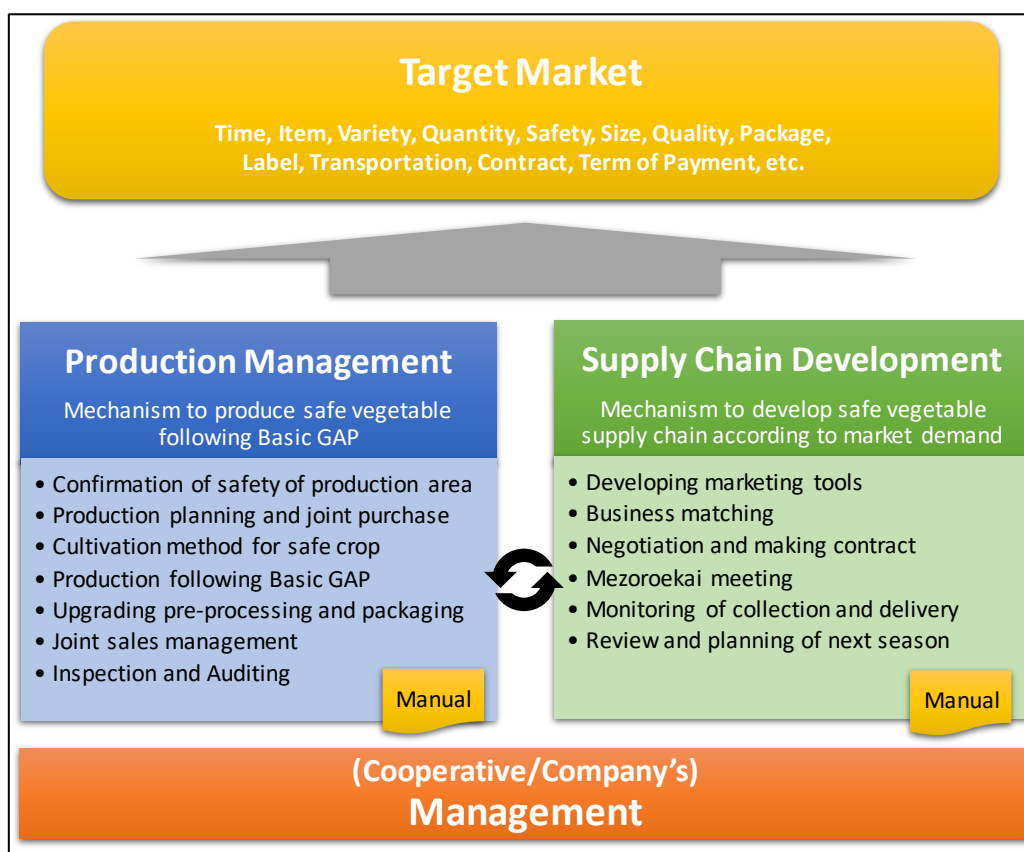 Target Market
Time, Item, Variety, Quantity, Safety, Size, Quality, Package,
Label, Transportation, Contract, Term of Payment, etc.
Production Management
Mechanism to produce safe vegetable
following Basic GAP
• Confirmation of safety of production area
• Production planning and joint purchase
• Cultivation method for safe crop
• Production following Basic GAP
• Upgrading pre-processing and packaging
• Joint sales management
• Inspection and Auditing
Manual
Supply Chain Development
Mechanism to develop safe vegetable
supply chain according to market demand
• Developing marketing tools
• Business matching
• Negotiation and making contract
• Mezoroekai meeting
• Monitoring of collection and delivery
• Review and planning of next season
Manual
(Cooperative/Company's)
Management